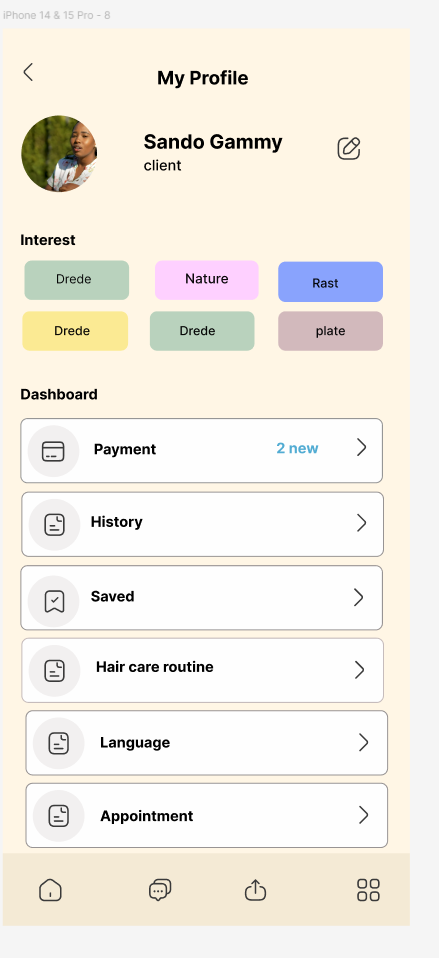 iPhone 14 & 15 Pro - 8
My Profile
Sando Gammy
client
Interest
Drede
Nature
Rast
Drede
Drede
plate
Dashboard
Payment
2 new
History
Saved
Hair care routine
Language
Appointment